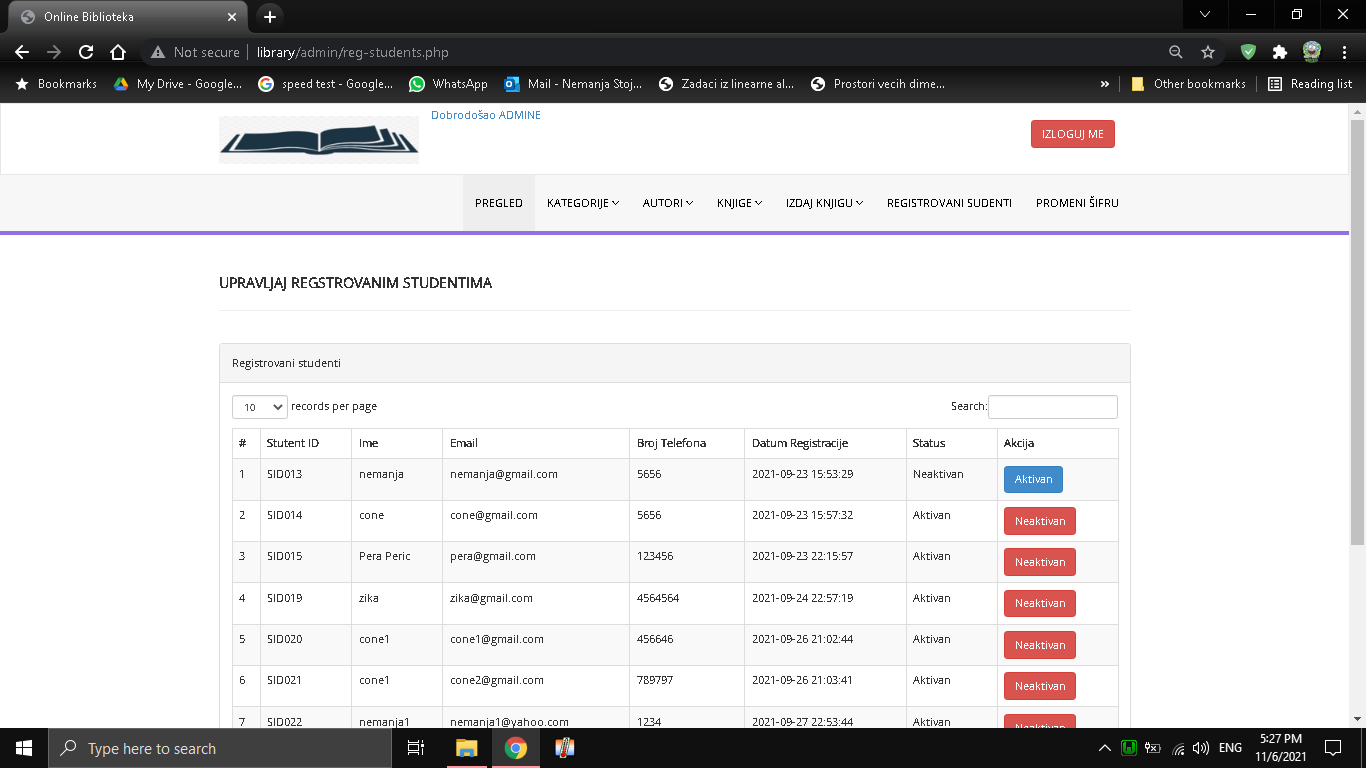 Online Biblioteka
Not secure library/admin/reg-students.php
Bookmarks My Drive - Google... speed test - Google... WhatsApp Mail - Nemanja Stoj... Zadaci iz linearne al... Prostori vecih dime... » Other bookmarks Reading list
Dobrodošao ADMINE
IZLOGUJ ME
PREGLED KATEGORIJE AUTORI KNJIGE IZDAJ KNJIGU REGISTROVANI SUDENTI PROMENI ŠIFRU
UPRAVLJAJ REGSTROVANIM STUDENTIMA
Registrovani studenti
10 records per page Search:
# Stutent ID Ime Email Broj Telefona Datum Registracije Status Akcija
1 SID013 nemanja nemanja@gmail.com 5656 2021-09-23 15:53:29 Neaktivan Aktivan
2 SID014 cone cone@gmail.com 5656 2021-09-23 15:57:32 Aktivan Neaktivan
3 SID015 Pera Peric pera@gmail.com 123456 2021-09-23 22:15:57 Aktivan Neaktivan
4 SID019 zika zika@gmail.com 4564564 2021-09-24 22:57:19 Aktivan Neaktivan
5 SID020 cone1 cone1@gmail.com 456646 2021-09-26 21:02:44 Aktivan Neaktivan
6 SID021 cone1 cone2@gmail.com 789797 2021-09-26 21:03:41 Aktivan Neaktivan
7 SID022 nemanja1 nemanja1@yahoo.com 1234 2021-09-27 22:53:44 Aktivan Neaktivan
Type here to search ENG 5:27 PM
11/6/2021